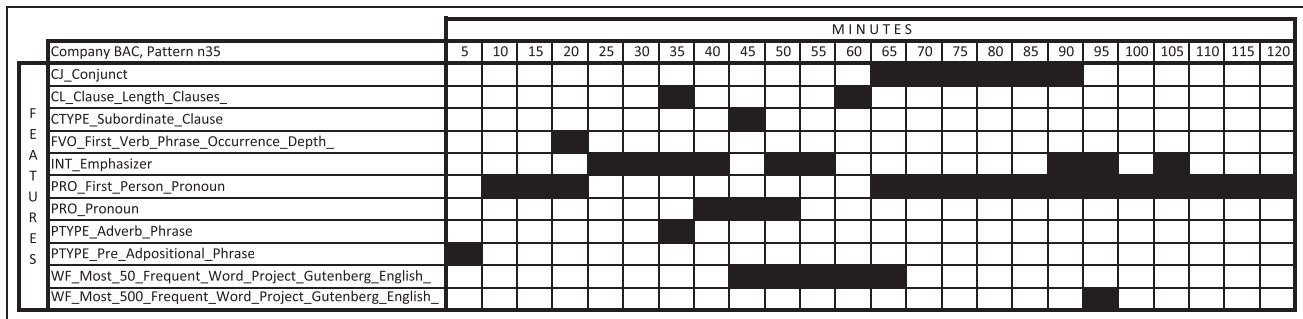 MINUTES
Company BAC, Pattern n35 5 10 15 20 25 30 35 40 45 50 55 60 65 70 75 80 85 90 95 100 105 110 115 120
FEATURES
CJ_Conjunct
CL_Clause_Length_Clauses_
CTYPE_Subordinate_Clause
FVO_First_Verb_Phrase_Occurrence_Depth_
INT_Emphasizer
PRO_First_Person_Pronoun
PRO_Pronoun
PTYPE_Adverb_Phrase
PTYPE_Pre_Adpositional_Phrase
WF_Most_50_Frequent_Word_Project_Gutenberg_English_
WF_Most_500_Frequent_Word_Project_Gutenberg_English_